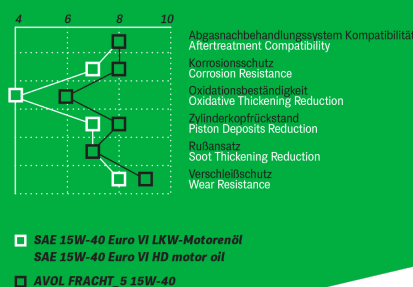 4 6 8 10
Abgasnachbehandlungssystem Kompatibilität
Aftertreatment Compatibility
Korrosionsschutz
Corrosion Resistance
Oxidationsbeständigkeit
Oxidative Thickening Reduction
Zylinderkopfrückstand
Piston Deposits Reduction
Rußansatz
Soot Thickening Reduction
Verschleißschutz
Wear Resistance
SAE 15W-40 Euro VI LKW-Motorenöl
SAE 15W-40 Euro VI HD motor oil
AVOL FRACHT_5 15W-40